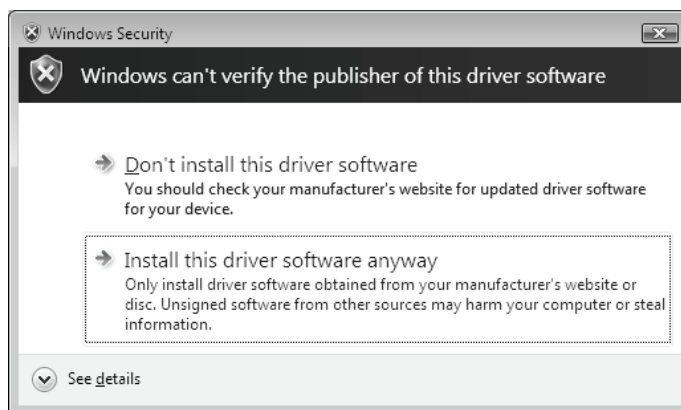 Windows Security
Windows can't verify the publisher of this driver software
Don't install this driver software
You should check your manufacturer's website for updated driver software
for your device.
Install this driver software anyway
Only install driver software obtained from your manufacturer's website or
disc. Unsigned software from other sources may harm your computer or steal
information.
See details